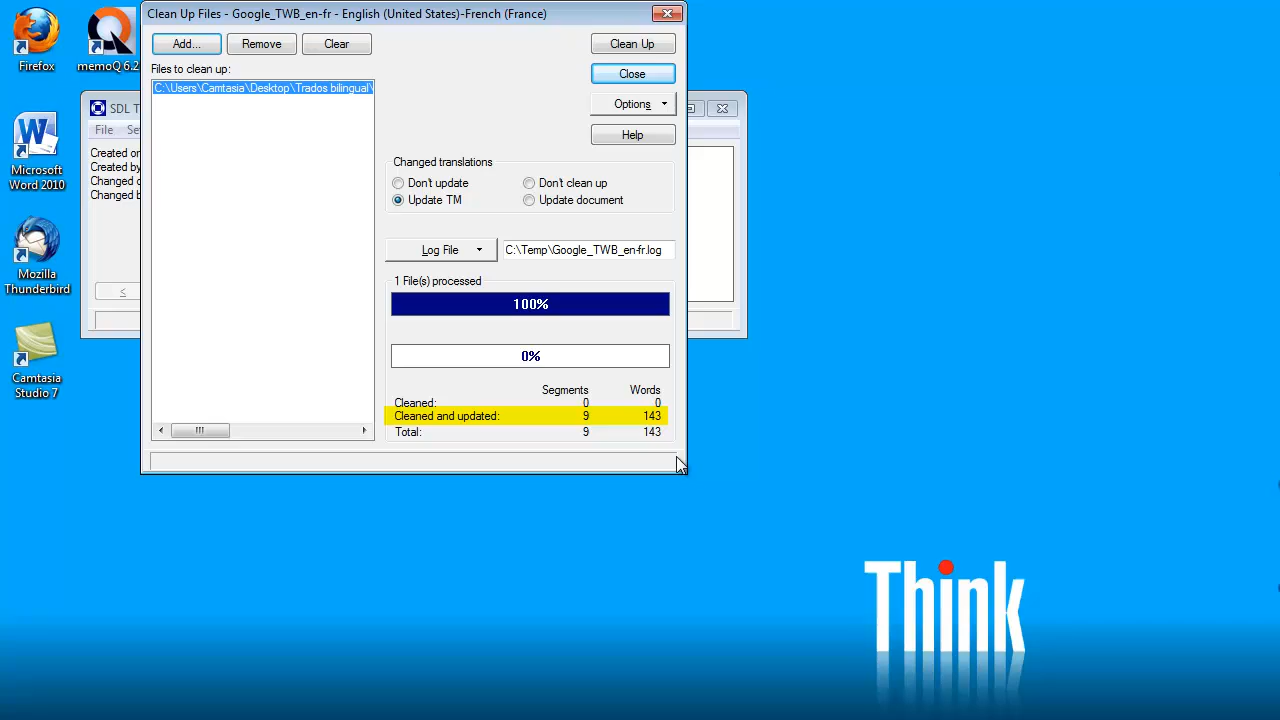 Clean Up Files - Google_TWB_en-fr - English (United States)-French (France)
Add...
Remove
Clear
Clean Up
Files to clean up:
Close
C:\Users\Camtasia\Desktop\Trados bilingual\
Options
Help
Changed translations
Don't update
Don't clean up
Update TM
Update document
Log File
C:\Temp\Google_TWB_en-fr.log
1 File(s) processed
100%
0%
Segments Words
Cleaned: 0 0
Cleaned and updated: 9 143
Total: 9 143
SDL
File
Created
Created by
Changed
Changed
<
Firefox
memoQ 6.2
Microsoft
Word 2010
Mozilla
Thunderbird
Camtasia
Studio 7
Think